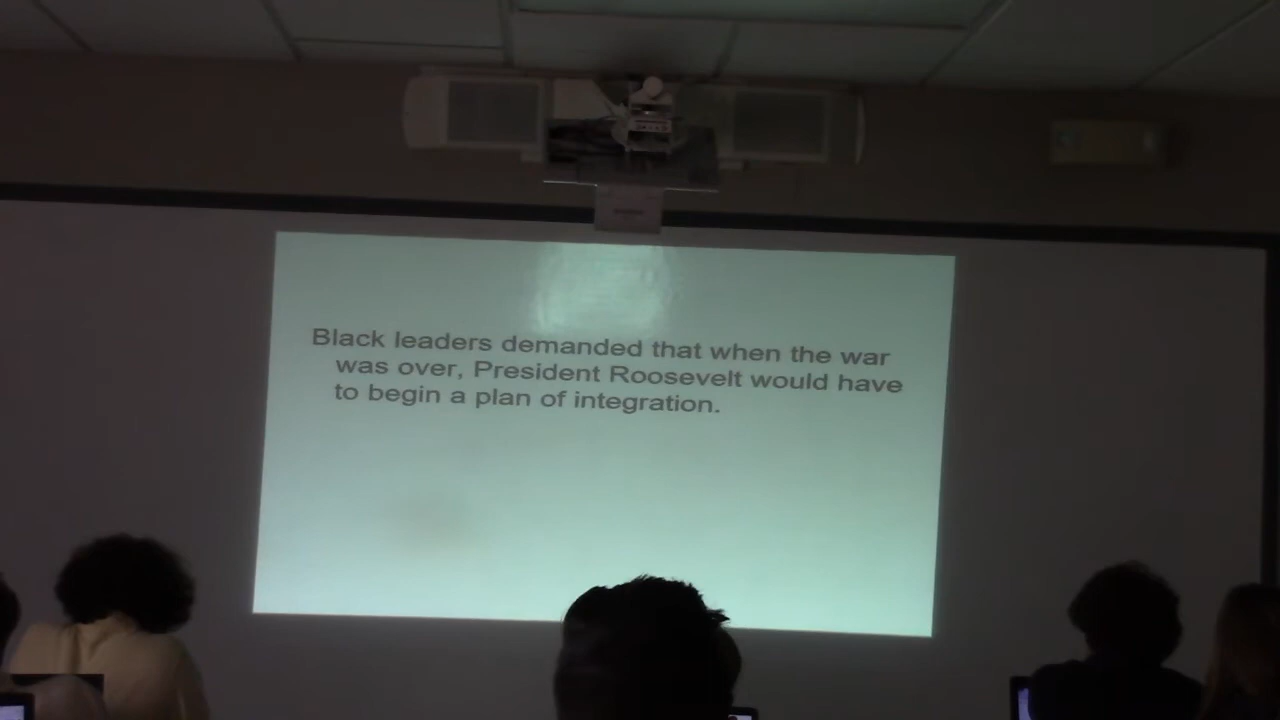 Black leaders demanded that when the war
was over, President Roosevelt would have
to begin a plan of integration.